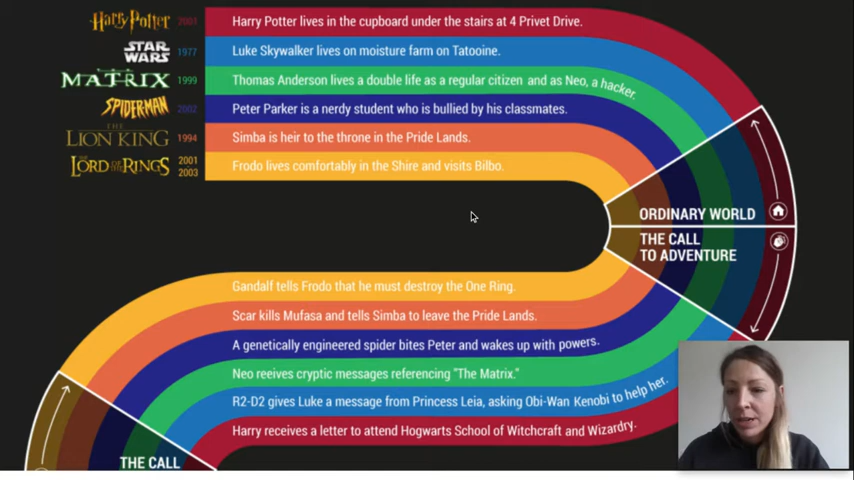 Harry Potter 2001 Harry Potter lives in the cupboard under the stairs at 4 Privet Drive.
STAR WARS 1977 Luke Skywalker lives on moisture farm on Tatooine.
MATRIX 1999 Thomas Anderson lives a double life as a regular citizen and as Neo, a hacker.
SPIDERMAN 2002 Peter Parker is a nerdy student who is bullied by his classmates.
THE LION KING 1994 Simba is heir to the throne in the Pride Lands.
THE LORD OF THE RINGS 2001 2003 Frodo lives comfortably in the Shire and visits Bilbo.
ORDINARY WORLD
THE CALL
TO ADVENTURE
Gandalf tells Frodo that he must destroy the One Ring.
Scar kills Mufasa and tells Simba to leave the Pride Lands.
A genetically engineered spider bites Peter and wakes up with powers.
Neo reeives cryptic messages referencing "The Matrix."
R2-D2 gives Luke a message from Princess Leia, asking Obi-Wan Kenobi to help her.
Harry receives a letter to attend Hogwarts School of Witchcraft and Wizardry.
THE CALL